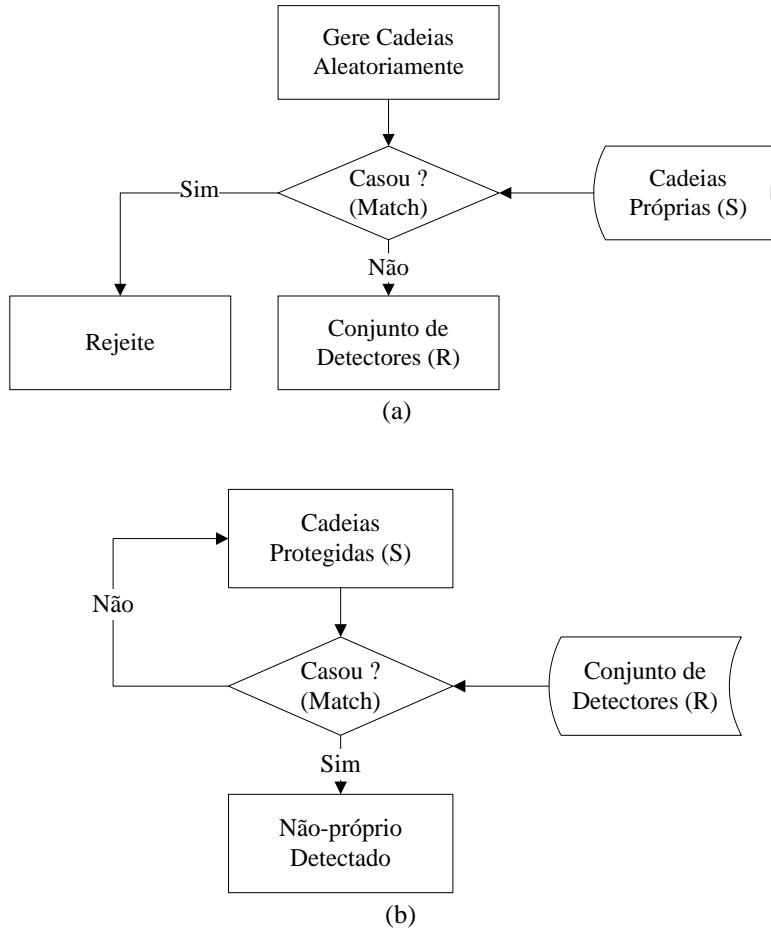 Gere Cadeias
Aleatoriamente
Sim
Casou ?
(Match)
Cadeias
Próprias (S)
Não
Rejeite
Conjunto de
Detectores (R)
(a)
Cadeias
Protegidas (S)
Não
Casou ?
(Match)
Conjunto de
Detectores (R)
Sim
Não-próprio
Detectado
(b)